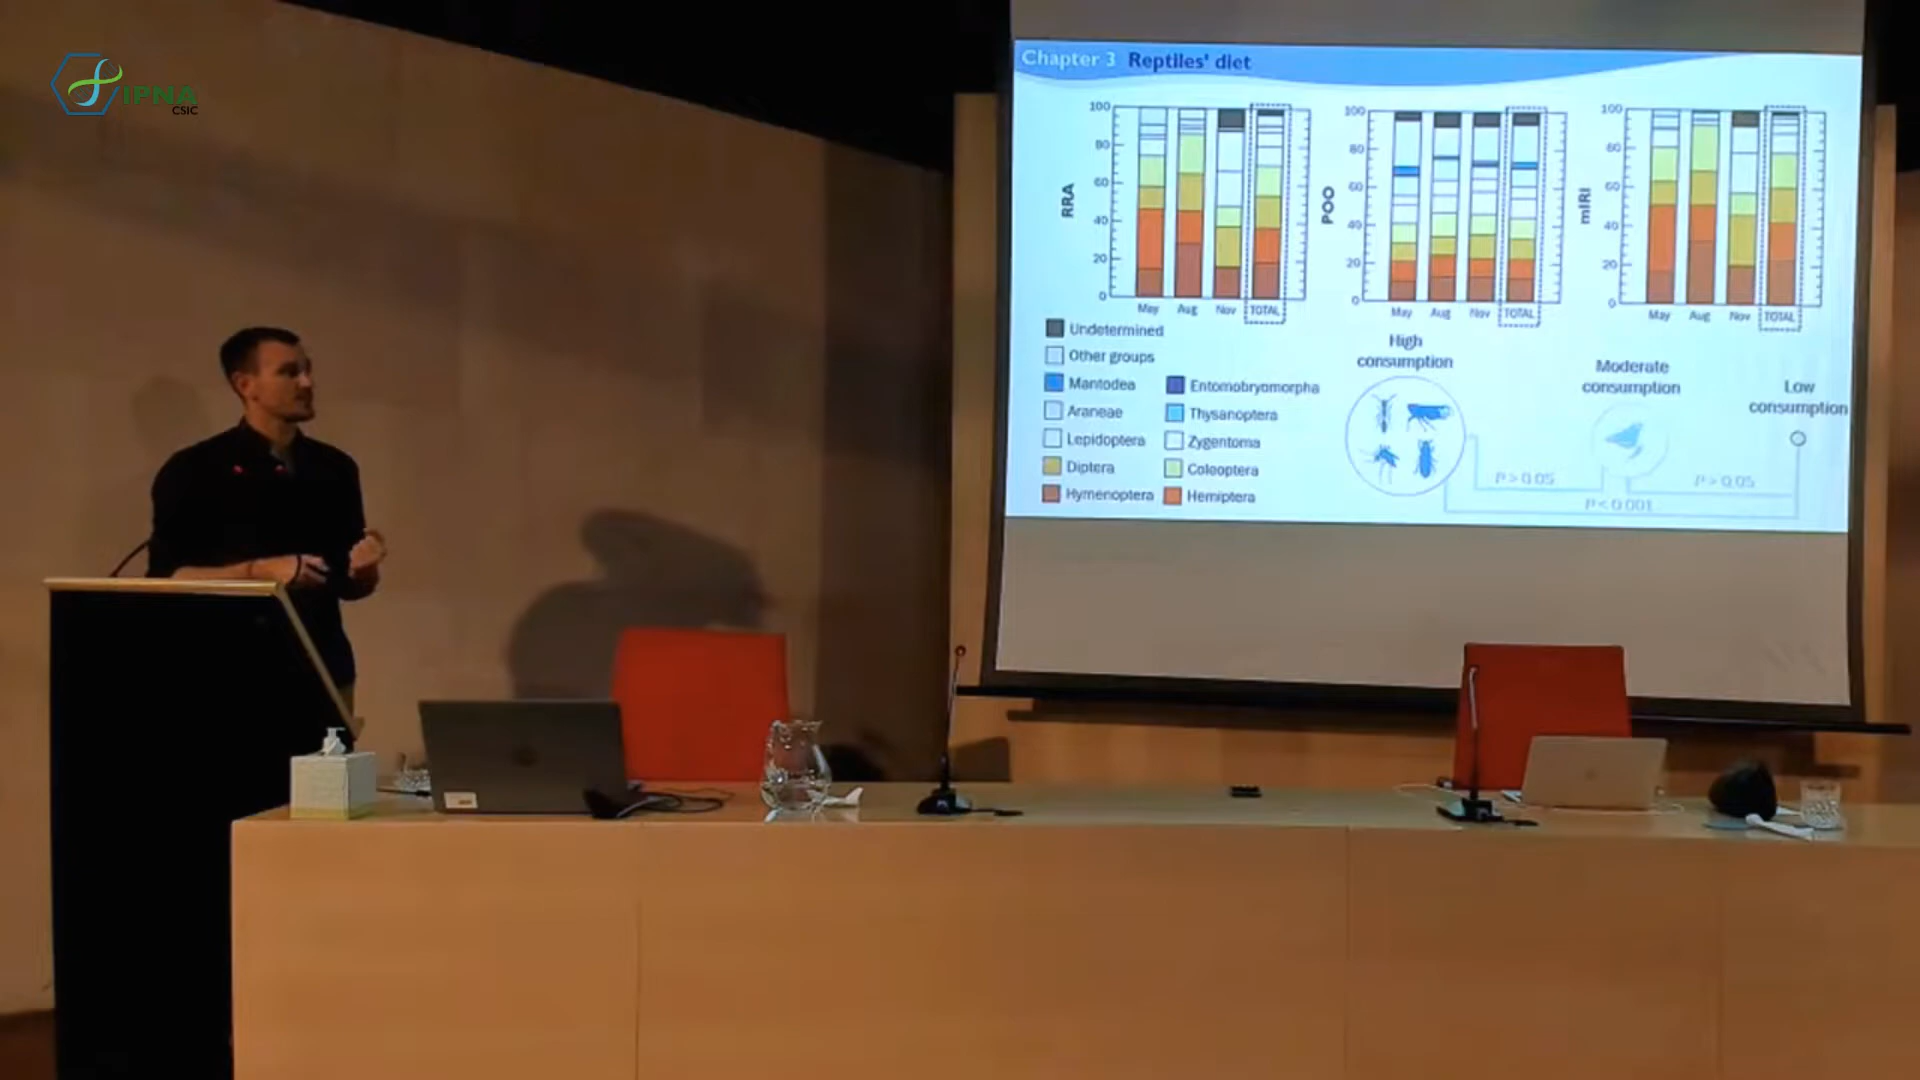 IPNA
CSIC
Chapter 3 Reptiles' diet
100
80
60
40
20
0
RRA
May Aug Nov TOTAL
100
80
60
40
20
0
POO
May Aug Nov TOTAL
100
80
60
40
20
0
mIRI
May Aug Nov TOTAL
Undetermined
Other groups
Mantodea
Araneae
Lepidoptera
Diptera
Hymenoptera
Entomobryomorpha
Thysanoptera
Zygentoma
Coleoptera
Hemiptera
High
consumption
Moderate
consumption
Low
consumption
P > 0.05
P > 0.05
P < 0.001